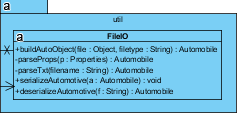 a
util
a
FileIO
+buildAutoObject(file : Object, filetype : String) : Automobile
-parseProps(p : Properties) : Automobile
-parseTxt(filename : String) : Automobile
+serializeAutomotive(a : Automobile) : void
+deserializeAutomotive(f : String) : Automobile